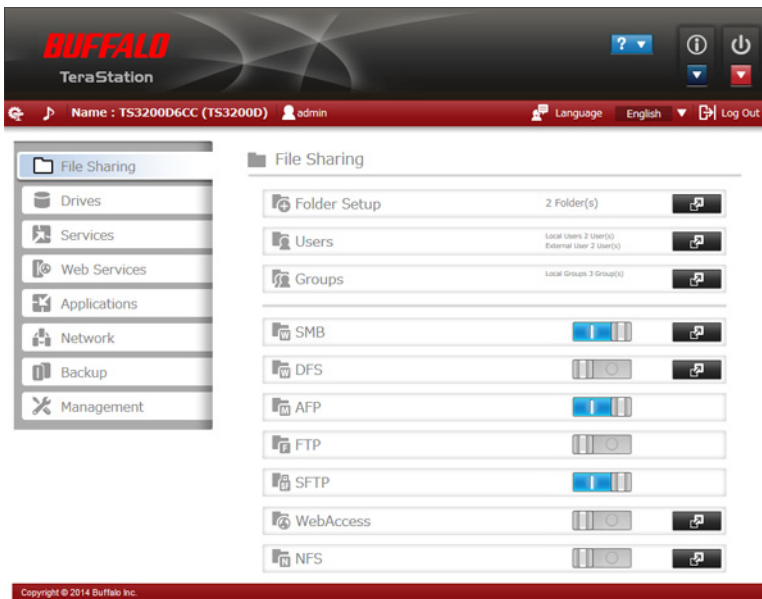 BUFFALO
TeraStation
?
Name : TS3200D6CC (TS3200D) admin Language English Log Out
File Sharing
Drives
Services
Web Services
Applications
Network
Backup
Management
File Sharing
Folder Setup 2 Folder(s)
Users Local Users 2 User(s)
External User 2 User(s)
Groups Local Groups 3 Group(s)
SMB
DFS
AFP
FTP
SFTP
WebAccess
NFS
Copyright © 2014 Buffalo Inc.